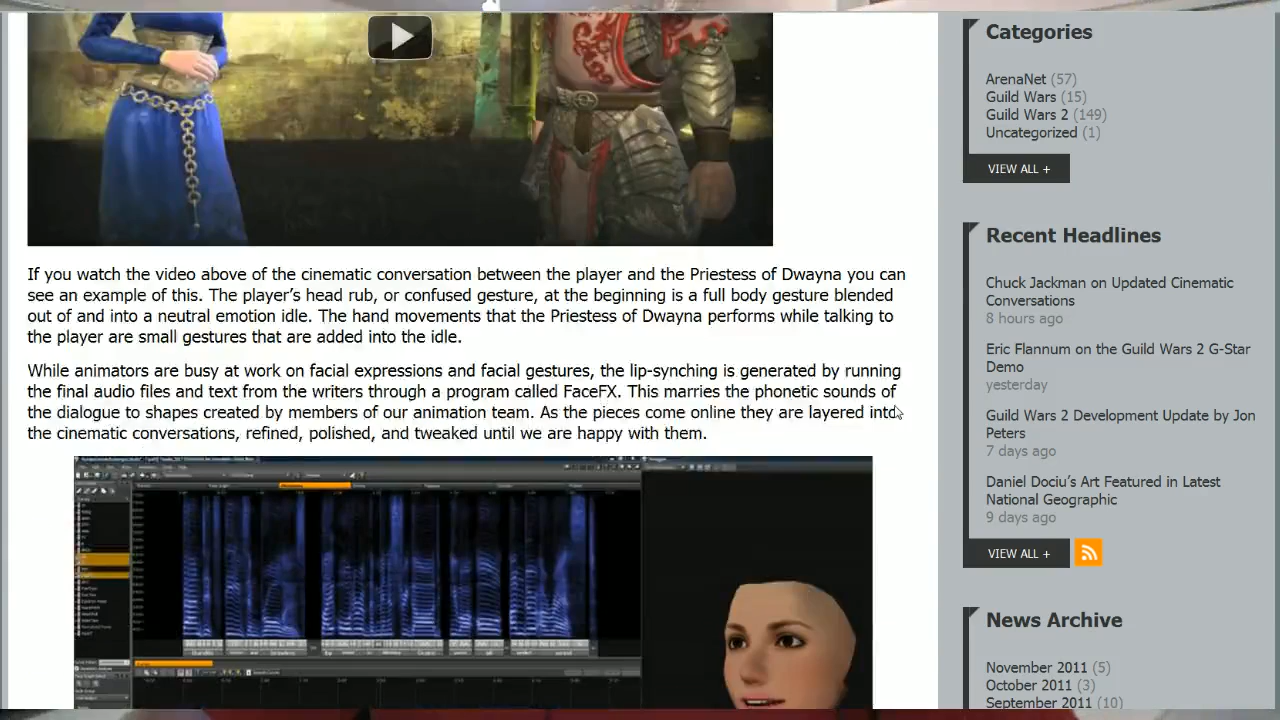 If you watch the video above of the cinematic conversation between the player and the Priestess of Dwayna you can
see an example of this. The player's head rub, or confused gesture, at the beginning is a full body gesture blended
out of and into a neutral emotion idle. The hand movements that the Priestess of Dwayna performs while talking to
the player are small gestures that are added into the idle.
While animators are busy at work on facial expressions and facial gestures, the lip-synching is generated by running
the final audio files and text from the writers through a program called FaceFX. This marries the phonetic sounds of
the dialogue to shapes created by members of our animation team. As the pieces come online they are layered into
the cinematic conversations, refined, polished, and tweaked until we are happy with them.
Categories
ArenaNet (57)
Guild Wars (15)
Guild Wars 2 (149)
Uncategorized (1)
VIEW ALL +
Recent Headlines
Chuck Jackman on Updated Cinematic
Conversations
8 hours ago
Eric Flannum on the Guild Wars 2 G-Star
Demo
yesterday
Guild Wars 2 Development Update by Jon
Peters
7 days ago
Daniel Dociu's Art Featured in Latest
National Geographic
9 days ago
VIEW ALL +
News Archive
November 2011 (5)
October 2011 (3)
September 2011 (10)